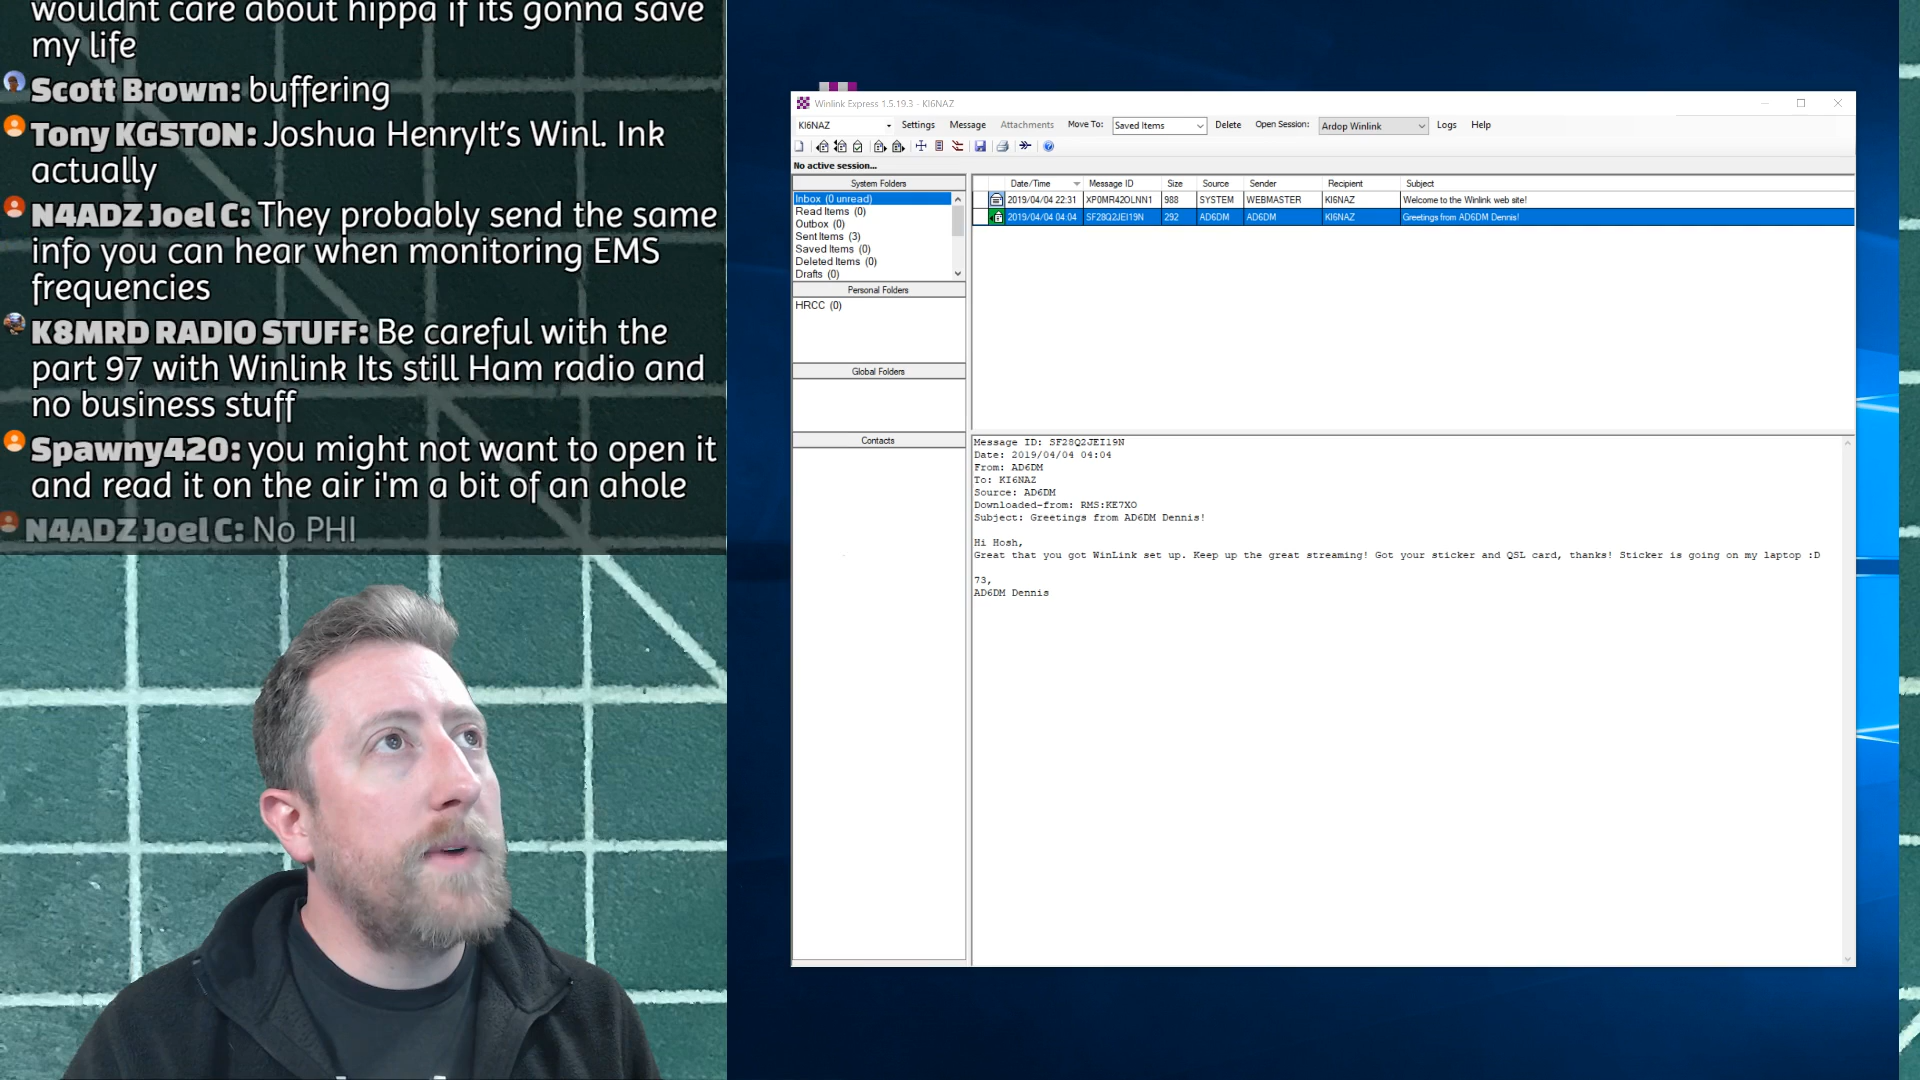 wouldnt care about hippa if its gonna save
my life
Scott Brown: buffering
Tony KG5TON: Joshua HenryIt's Winl. Ink
actually
N4ADZ Joel C: They probably send the same
info you can hear when monitoring EMS
frequencies
K8MRD RADIO STUFF: Be careful with the
part 97 with Winlink Its still Ham radio and
no business stuff
Spawny420: you might not want to open it
and read it on the air i'm a bit of an ahole
N4ADZ Joel C: No PHI
Winlink Express 1.5.19.3 - KI6NAZ
KI6NAZ Settings Message Attachments Move To: Saved Items Delete Open Session: Ardop Winlink Logs Help
No active session...
System Folders
Inbox (0 unread)
Read Items (0)
Outbox (0)
Sent Items (3)
Saved Items (0)
Deleted Items (0)
Drafts (0)
Personal Folders
HRCC (0)
Global Folders
Contacts
Date/Time Message ID Size Source Sender Recipient Subject
2019/04/04 22:31 XP0MR42OLNN1 988 SYSTEM WEBMASTER KI6NAZ Welcome to the Winlink web site!
2019/04/04 04:04 SF28Q2JEI19N 292 AD6DM AD6DM KI6NAZ Greetings from AD6DM Dennis!
Message ID: SF28Q2JEI19N
Date: 2019/04/04 04:04
From: AD6DM
To: KI6NAZ
Source: AD6DM
Downloaded-from: RMS:KE7XO
Subject: Greetings from AD6DM Dennis!
Hi Hosh,
Great that you got WinLink set up. Keep up the great streaming! Got your sticker and QSL card, thanks! Sticker is going on my laptop :D
73,
AD6DM Dennis